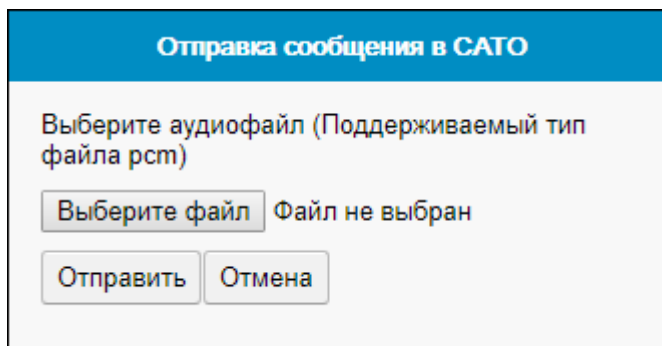 Отправка сообщения в САТО
Выберите аудиофайл (Поддерживаемый тип
файла pcm)
Выберите файл Файл не выбран
Отправить Отмена